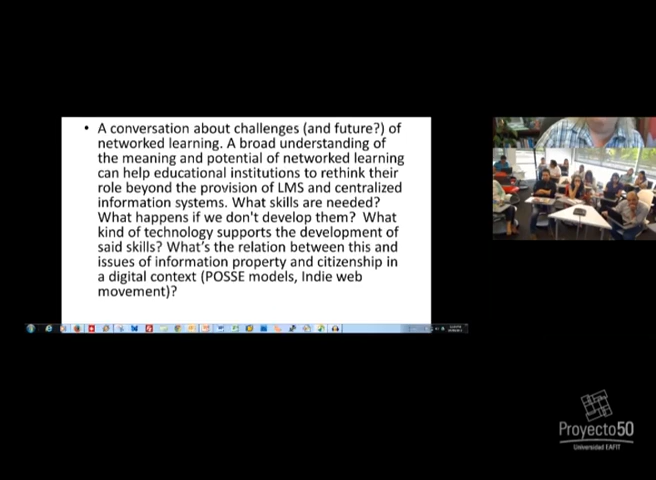 • A conversation about challenges (and future?) of
networked learning. A broad understanding of
the meaning and potential of networked learning
can help educational institutions to rethink their
role beyond the provision of LMS and centralized
information systems. What skills are needed?
What happens if we don't develop them?  What
kind of technology supports the development of
said skills? What's the relation between this and
issues of information property and citizenship in
a digital context (POSSE models, Indie web
movement)?
Proyecto50
Universidad EAFIT